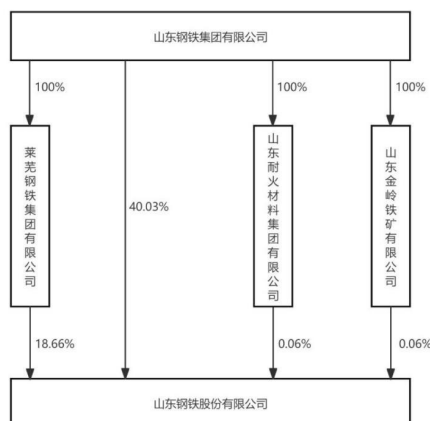 山东钢铁集团有限公司
100%
100%
100%
莱芜钢铁集团有限公司
40.03%
山东耐火材料集团有限公司
山东金岭铁矿有限公司
18.66%
0.06%
0.06%
山东钢铁股份有限公司